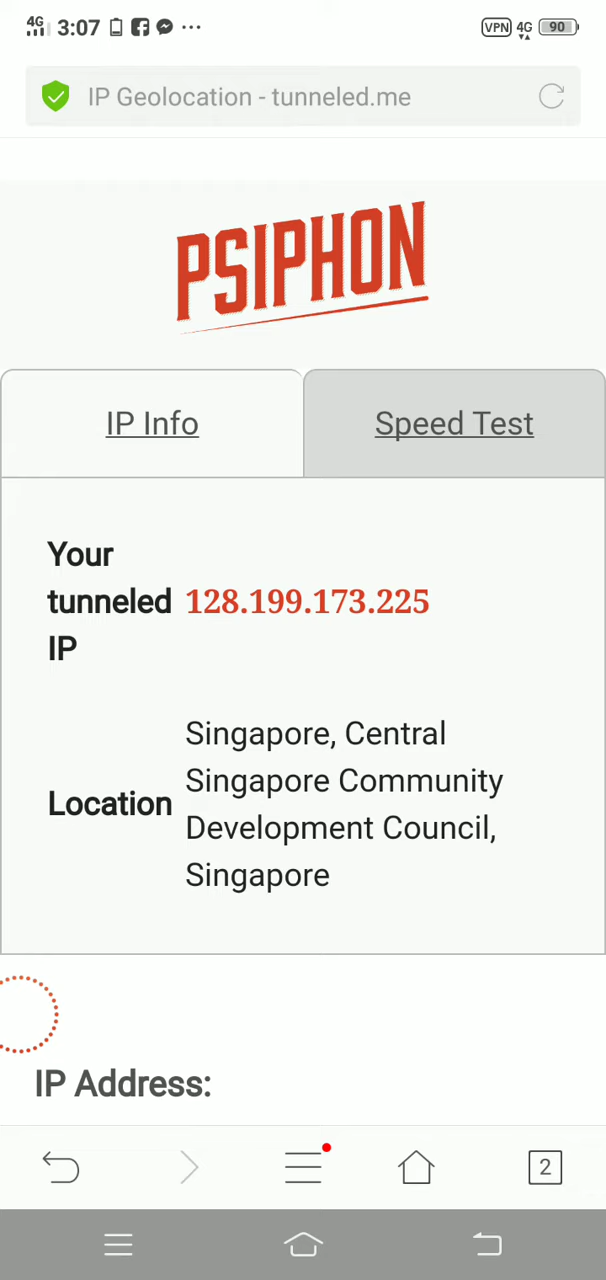 4G 3:07 VPN 4G 90
IP Geolocation - tunneled.me
PSIPHON
IP Info
Speed Test
Your
tunneled 128.199.173.225
IP
Singapore, Central
Singapore Community
Location
Development Council,
Singapore
IP Address:
2